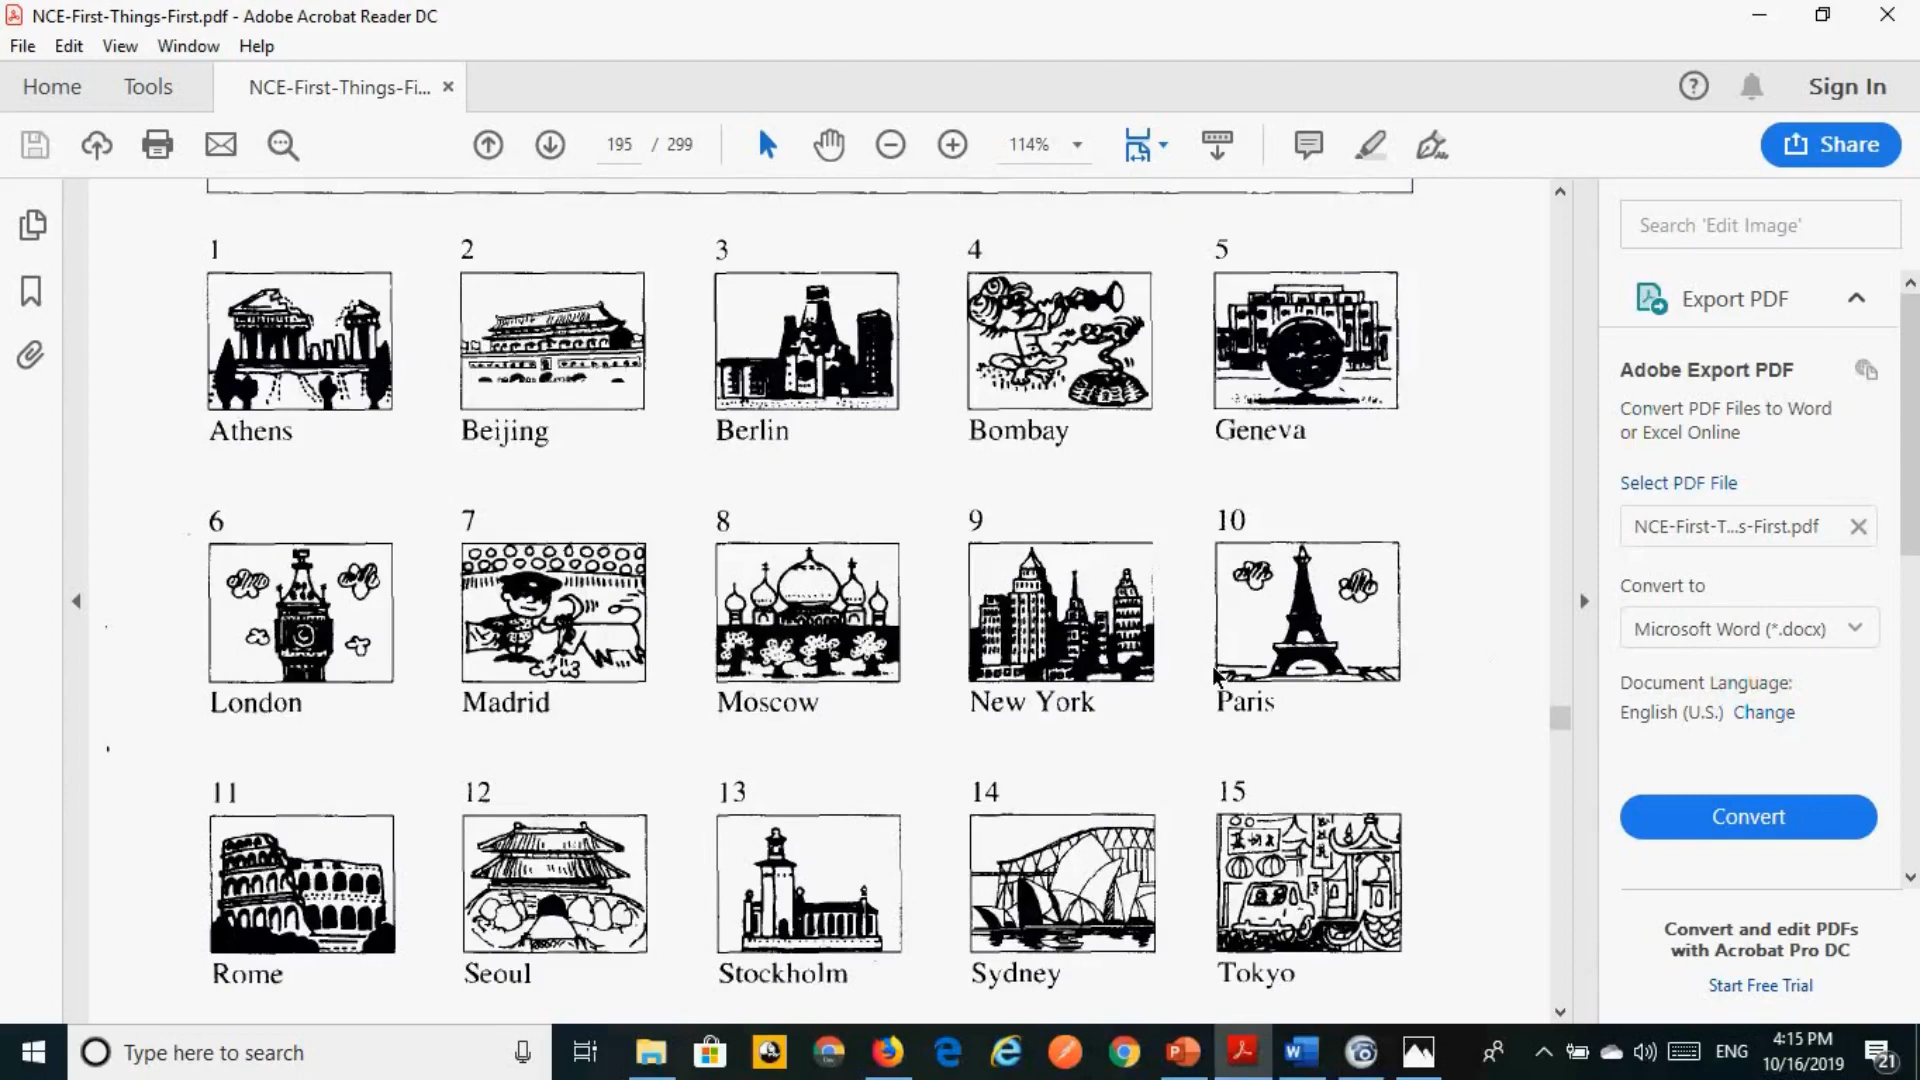 NCE-First-Things-First.pdf - Adobe Acrobat Reader DC
File Edit View Window Help
Home Tools NCE-First-Things-Fi... × Sign In
195 / 299 114% Share
Search 'Edit Image'
Export PDF
Adobe Export PDF
Convert PDF Files to Word
or Excel Online
Select PDF File
NCE-First-T...s-First.pdf
Convert to
Microsoft Word (*.docx)
Document Language:
English (U.S.) Change
Convert
Convert and edit PDFs
with Acrobat Pro DC
Start Free Trial
1 2 3 4 5
Athens Beijing Berlin Bombay Geneva
6 7 8 9 10
London Madrid Moscow New York Paris
11 12 13 14 15
Rome Seoul Stockholm Sydney Tokyo
Type here to search
ENG
4:15 PM
10/16/2019
21